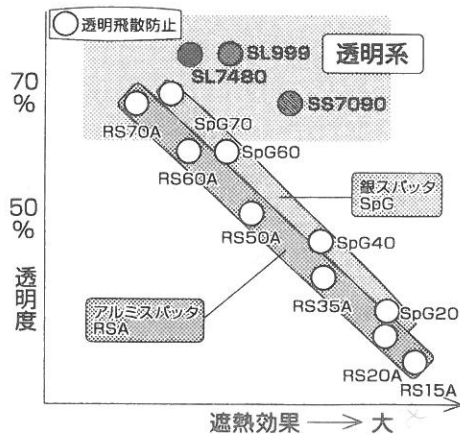 透明飛散防止
SL999
SL7480
透明系
70
%
SS7090
RS70A
SpG70
RS60A
SpG60
銀スパッタ
SpG
50
%
RS50A
SpG40
透明度
アルミスパッタ
RSA
RS35A
SpG20
RS20A
RS15A
遮熱効果 → 大